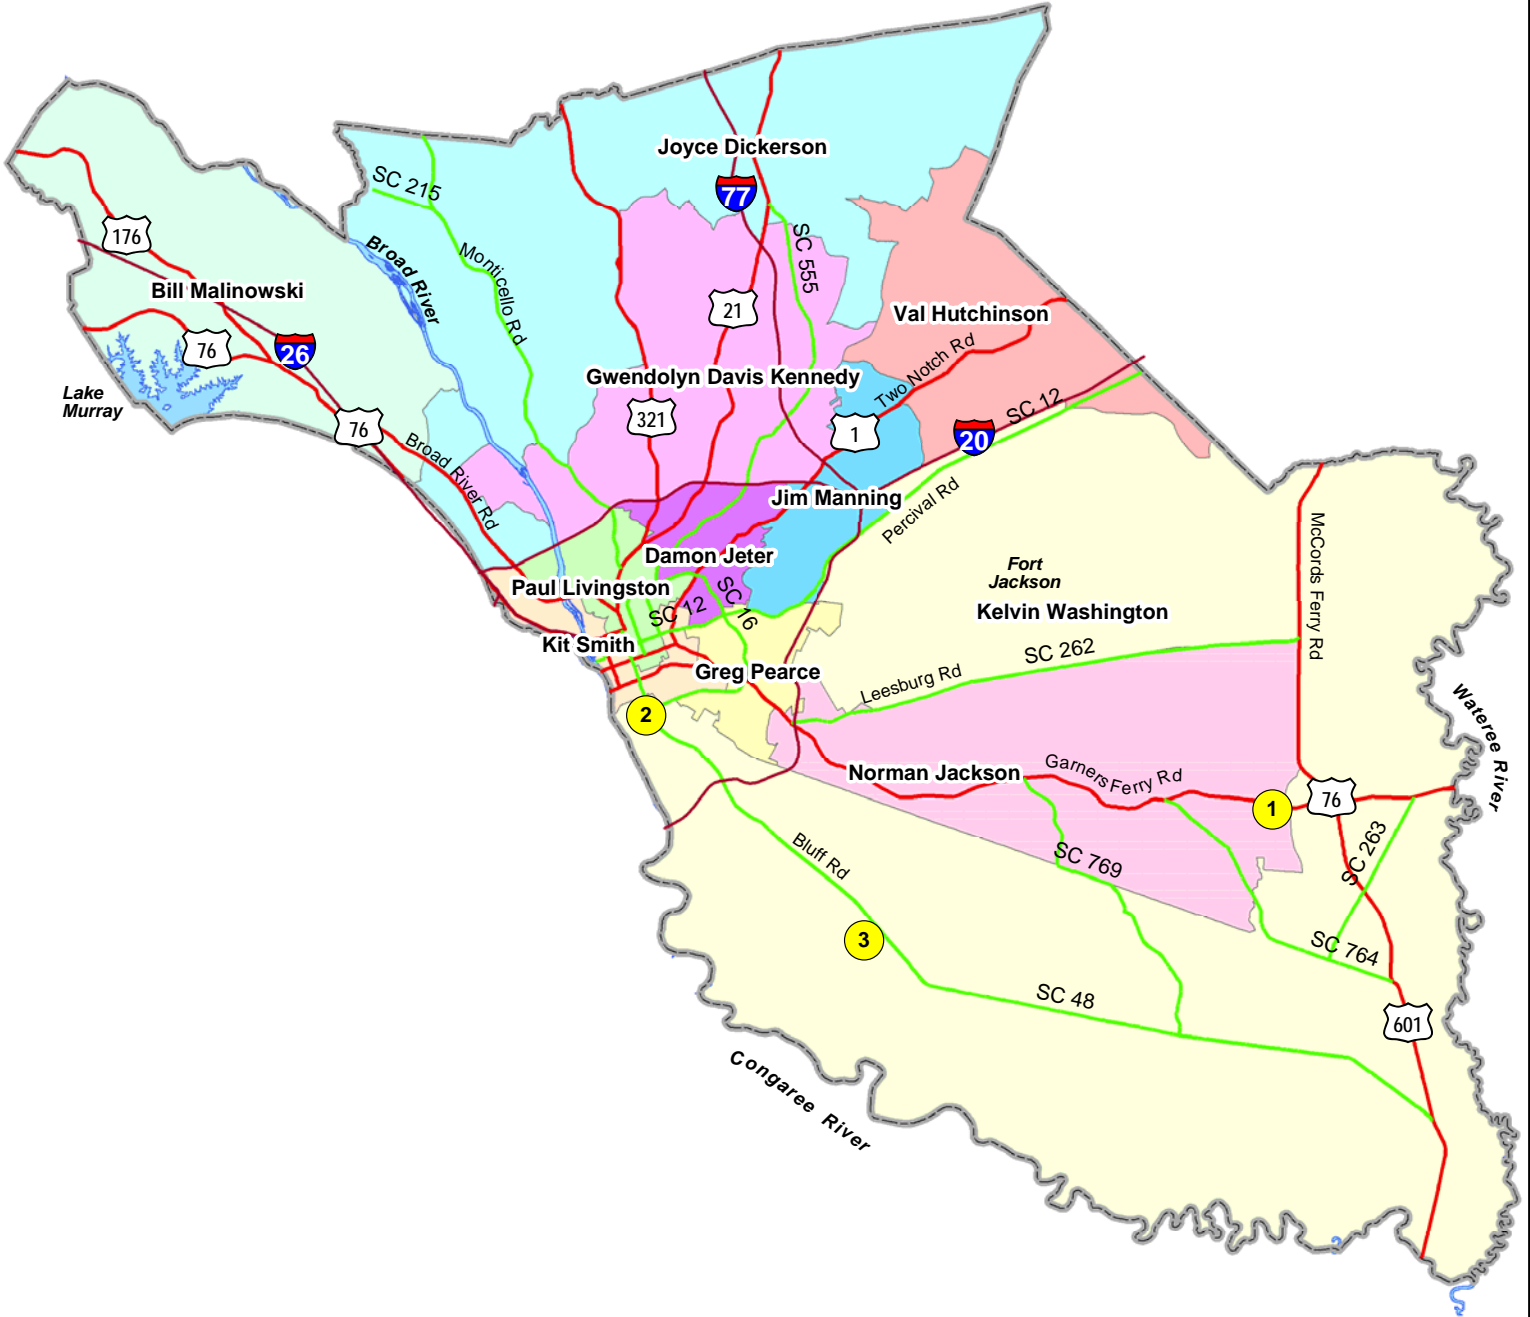 Joyce Dickerson
SC 215
77
176
Broad River
Monticello Rd
SC 555
Bill Malinowski
21
Val Hutchinson
76
26
Two Notch Rd
Lake
Murray
Gwendolyn Davis Kennedy
321
76
1
SC 12
20
Broad River Rd
Jim Manning
Percival Rd
McCords Ferry Rd
Damon Jeter
Fort
Jackson
Paul Livingston
SC 12
SC 16
Kelvin Washington
Kit Smith
SC 262
Greg Pearce
Leesburg Rd
2
Wateree River
Norman Jackson
Garners Ferry Rd
1
76
Bluff Rd
SC 769
SC 263
3
SC 764
SC 48
601
Congaree River